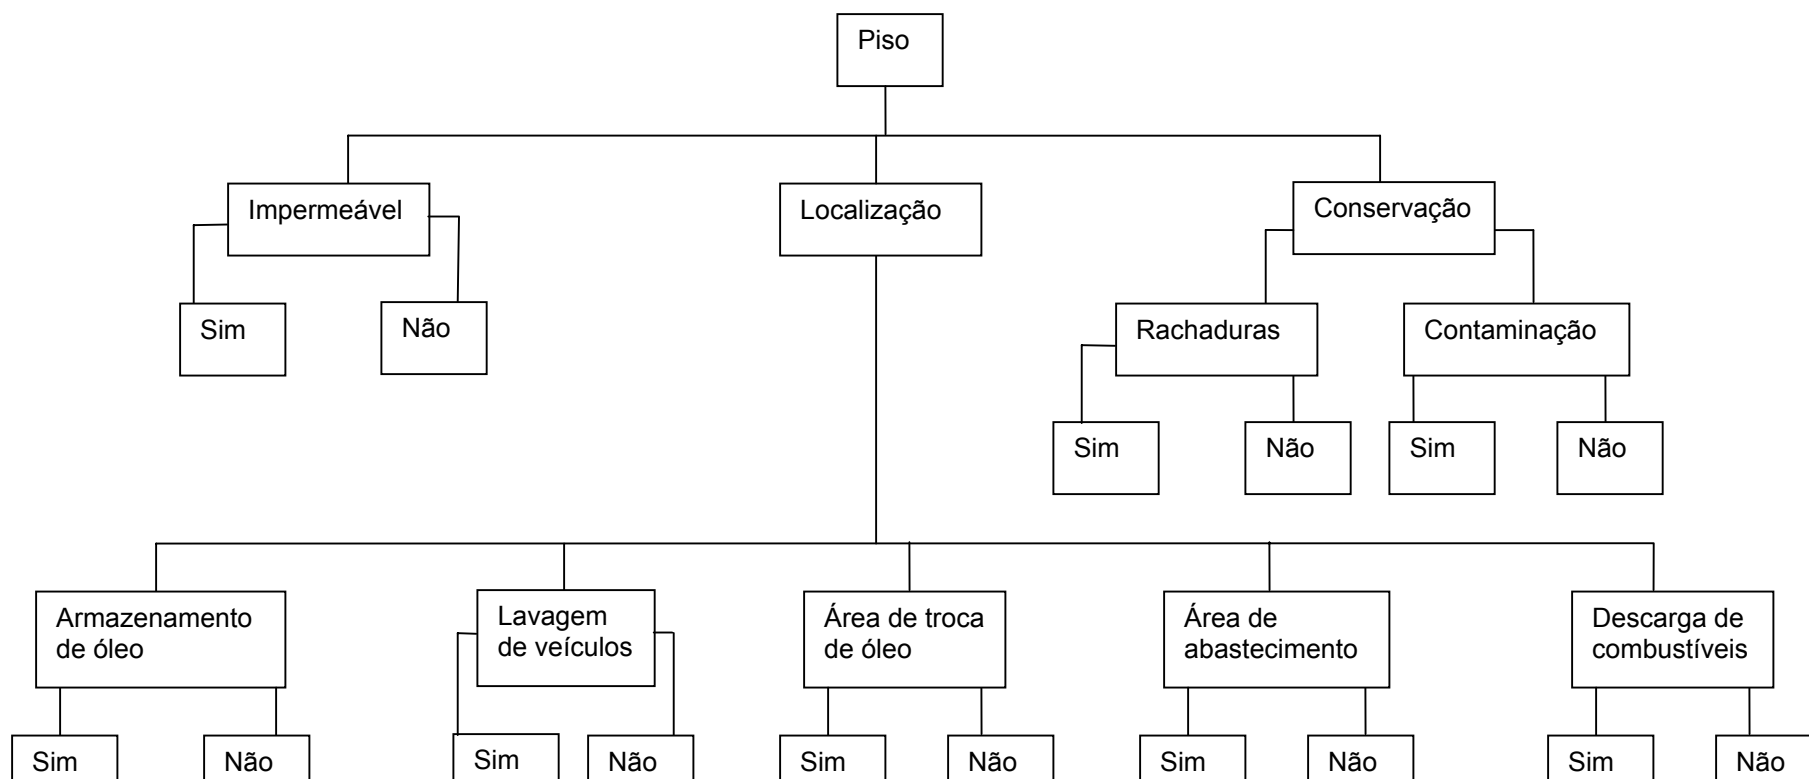 Piso
Impermeável
Localização
Conservação
Sim
Não
Rachaduras
Contaminação
Sim
Não
Sim
Não
Armazenamento
de óleo
Lavagem
de veículos
Área de troca
de óleo
Área de
abastecimento
Descarga de
combustíveis
Sim
Não
Sim
Não
Sim
Não
Sim
Não
Sim
Não